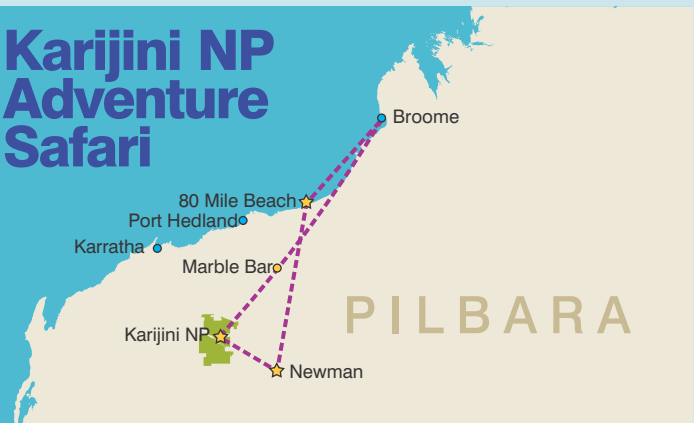 Karijini NP
Adventure
Safari
Broome
80 Mile Beach
Port Hedland
Karratha
Marble Bar
PILBARA
Karijini NP
Newman